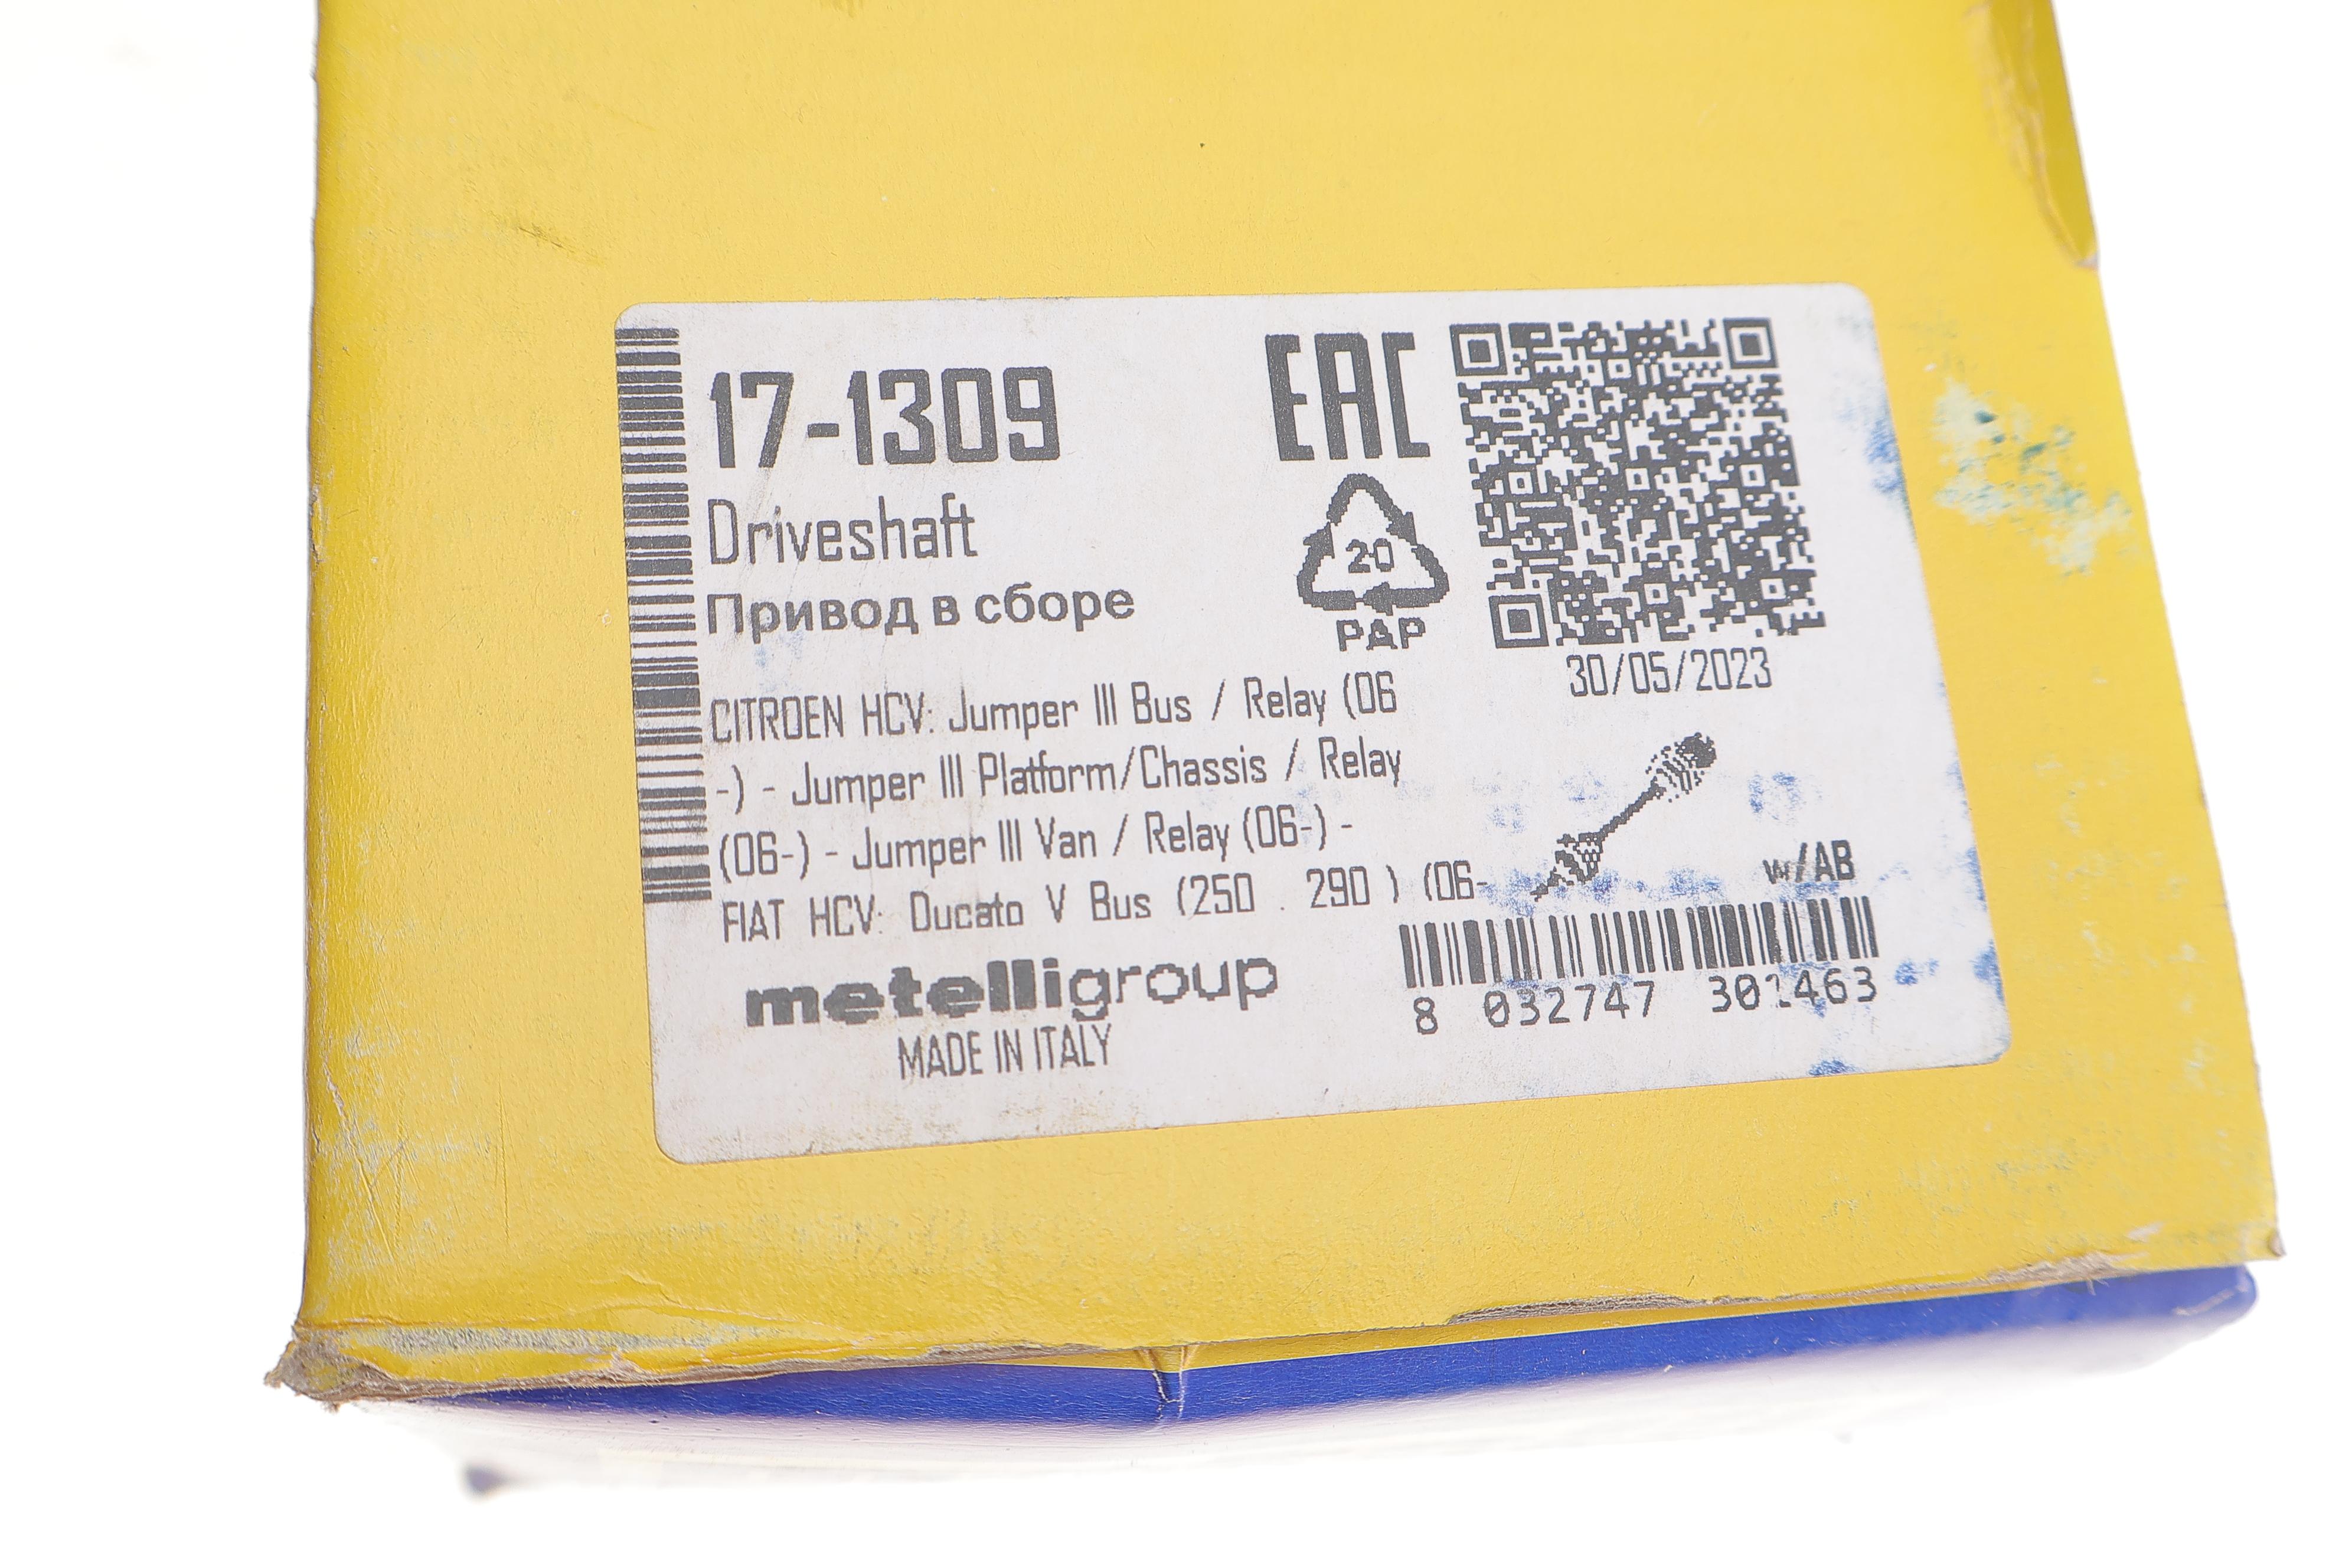 17-1309
EAC
Driveshaft
Привод в сборе
20
PAP
30/05/2023
CITROEN HCV: Jumper III Bus / Relay (06
-) - Jumper III Platform/Chassis / Relay
(06-) - Jumper III Van / Relay (06-) -
FIAT HCV: Ducato V Bus (250 . 290 ) (06-
w/AB
metelligroup
MADE IN ITALY
8 032747 301463